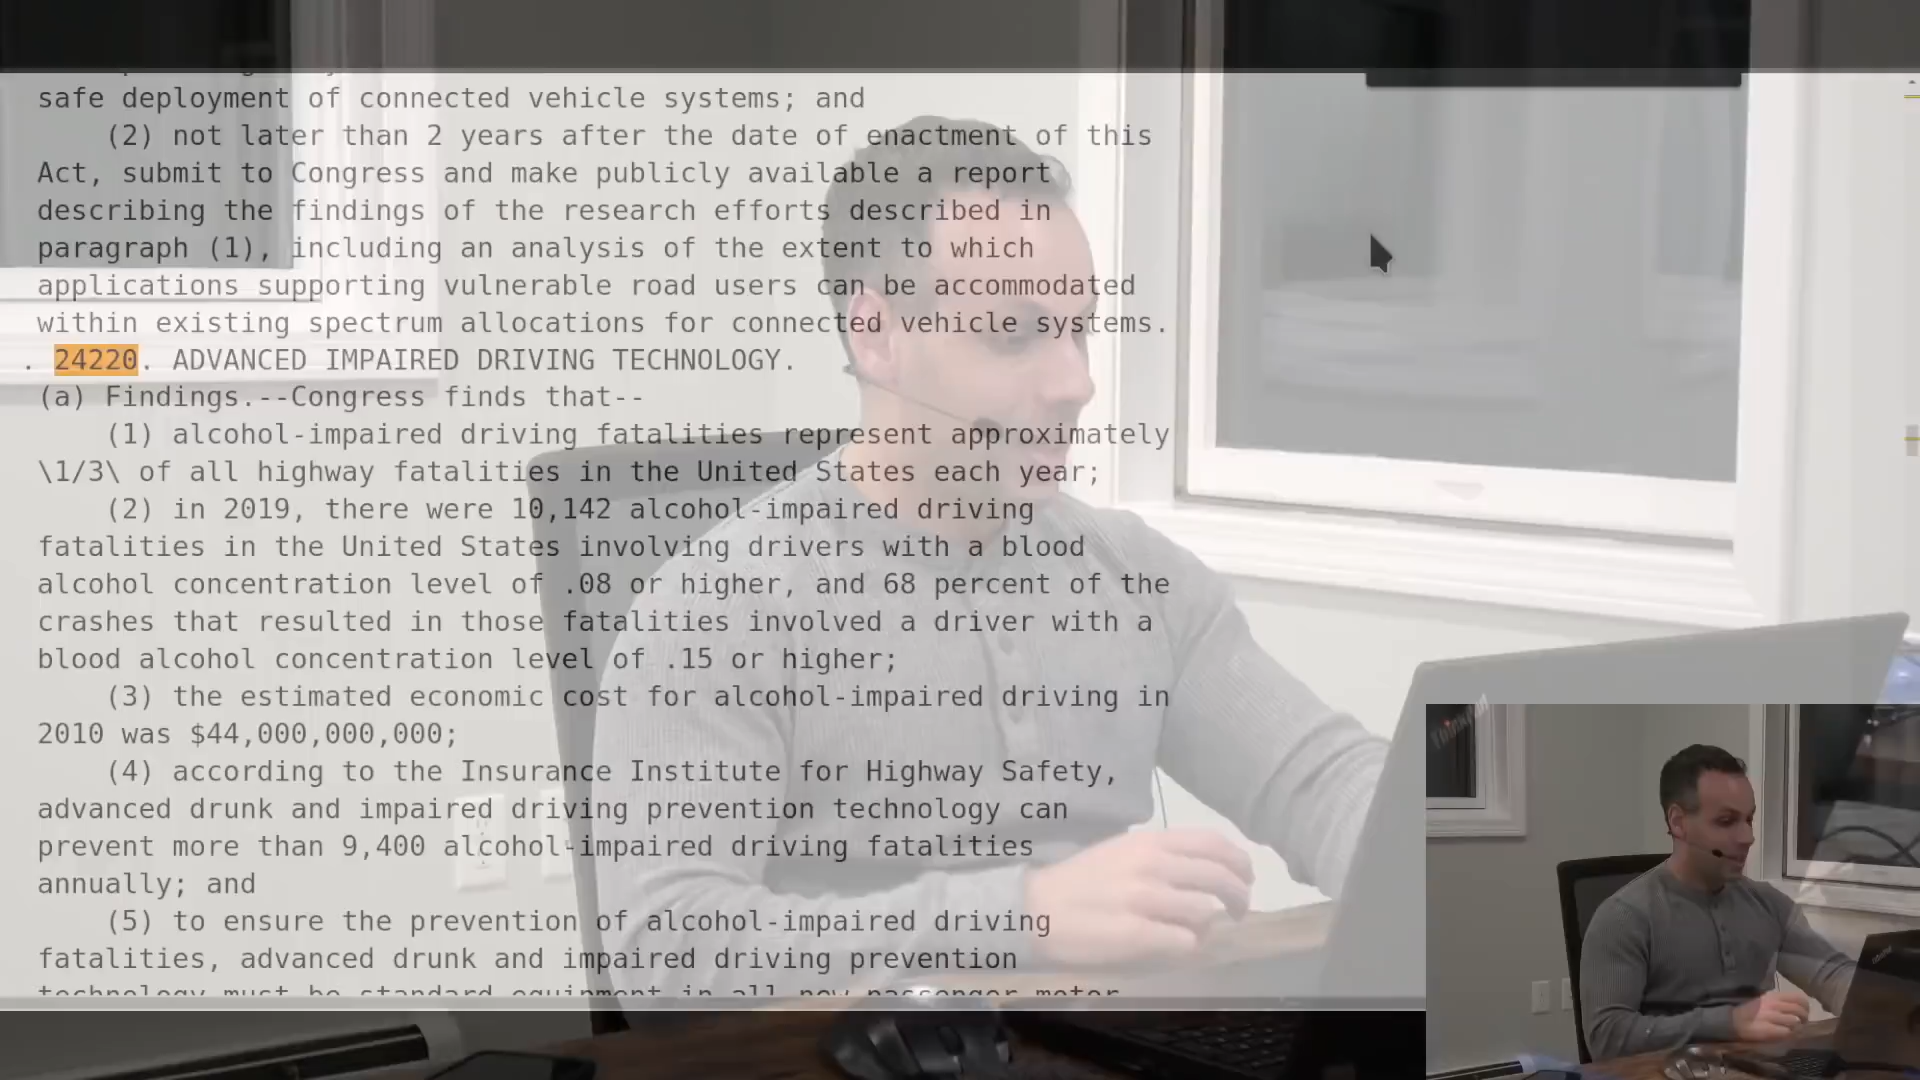 safe deployment of connected vehicle systems; and
(2) not later than 2 years after the date of enactment of this
Act, submit to Congress and make publicly available a report
describing the findings of the research efforts described in
paragraph (1), including an analysis of the extent to which
applications supporting vulnerable road users can be accommodated
within existing spectrum allocations for connected vehicle systems.
. 24220. ADVANCED IMPAIRED DRIVING TECHNOLOGY.
(a) Findings.--Congress finds that--
(1) alcohol-impaired driving fatalities represent approximately
\1/3\ of all highway fatalities in the United States each year;
(2) in 2019, there were 10,142 alcohol-impaired driving
fatalities in the United States involving drivers with a blood
alcohol concentration level of .08 or higher, and 68 percent of the
crashes that resulted in those fatalities involved a driver with a
blood alcohol concentration level of .15 or higher;
(3) the estimated economic cost for alcohol-impaired driving in
2010 was $44,000,000,000;
(4) according to the Insurance Institute for Highway Safety,
advanced drunk and impaired driving prevention technology can
prevent more than 9,400 alcohol-impaired driving fatalities
annually; and
(5) to ensure the prevention of alcohol-impaired driving
fatalities, advanced drunk and impaired driving prevention
technology must be standard equipment in all new passenger motor